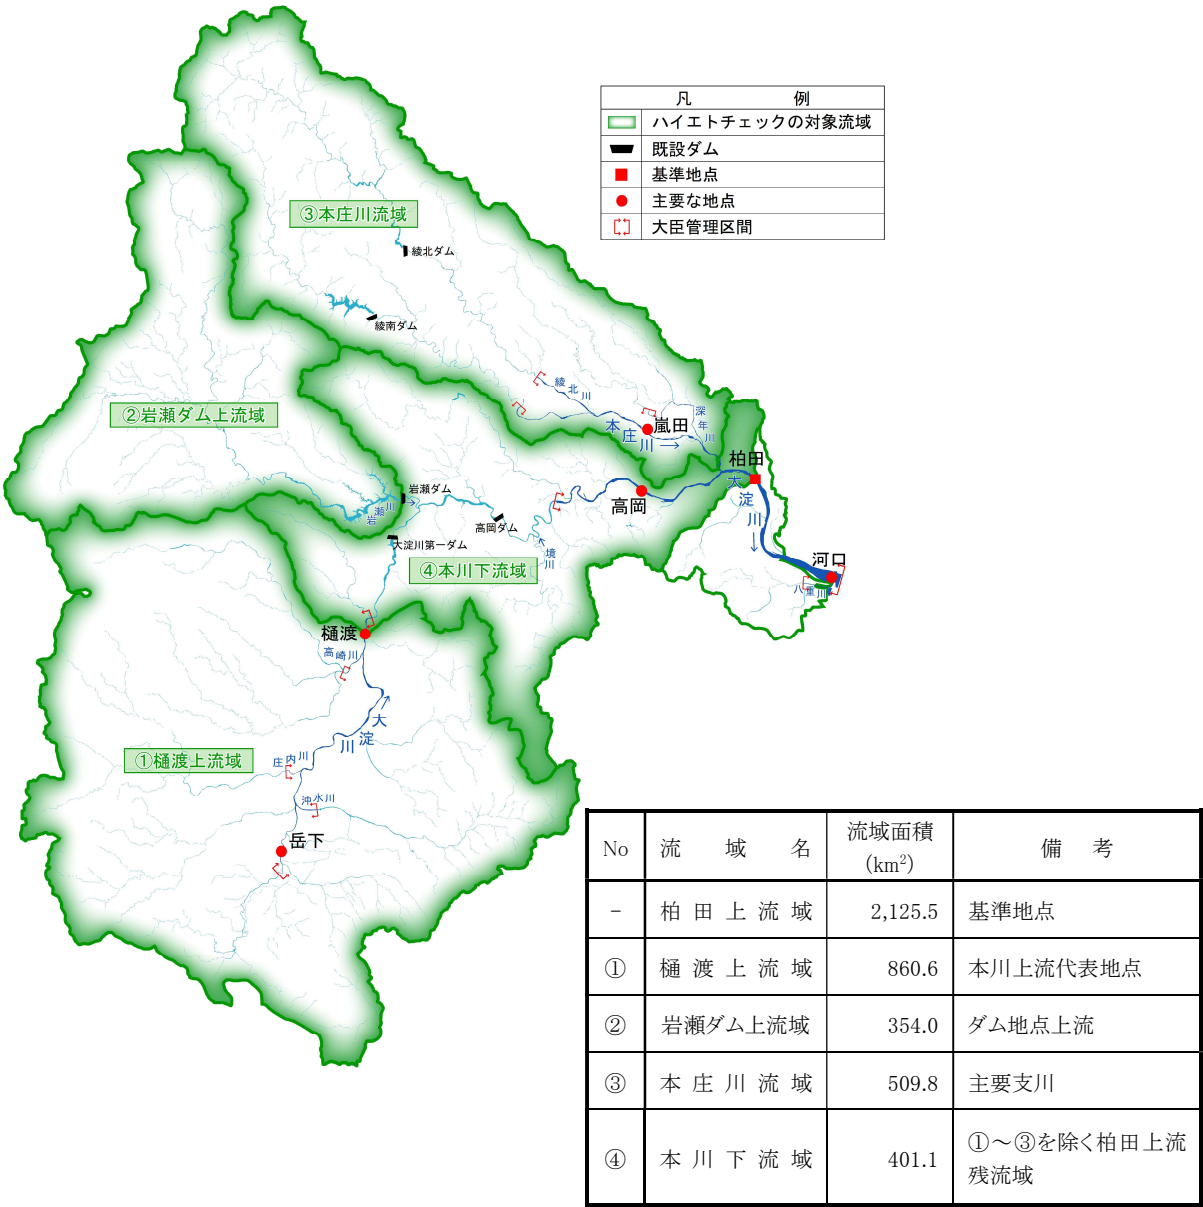 凡 例
ハイエトチェックの対象流域
既設ダム
基準地点
主要な地点
大臣管理区間
③本庄川流域
綾北ダム
綾南ダム
綾北川
深年川
②岩瀬ダム上流域
本庄川→
嵐田
柏田
岩瀬ダム
岩瀬川
高岡
大淀川
高岡ダム
大淀川第一ダム
境川
④本川下流域
河口
八重川
樋渡
高崎川
大淀川
①樋渡上流域
庄内川
沖水川
岳下
No 流域名 流域面積 備考
(km²)
− 柏田上流域 2,125.5 基準地点
① 樋渡上流域 860.6 本川上流代表地点
② 岩瀬ダム上流域 354.0 ダム地点上流
③ 本庄川流域 509.8 主要支川
④ 本川下流域 401.1 ①～③を除く柏田上流
残流域